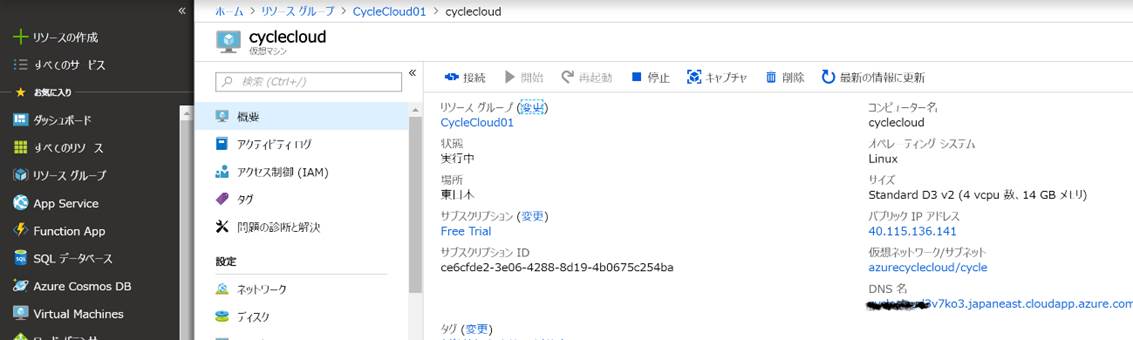 ホーム > リソース グループ > CycleCloud01 > cyclecloud
cyclecloud
仮想マシン
«
リソースの作成
すべてのサービス
お気に入り
ダッシュボード
すべてのリソース
リソース グループ
App Service
Function App
SQL データベース
Azure Cosmos DB
Virtual Machines
検索 (Ctrl+/)
«
概要
アクティビティ ログ
アクセス制御 (IAM)
タグ
問題の診断と解決
設定
ネットワーク
ディスク
接続 開始 再起動 停止 キャプチャ 削除 最新の情報に更新
リソース グループ (変更)
CycleCloud01
状態
実行中
場所
東日本
サブスクリプション (変更)
Free Trial
サブスクリプション ID
ce6cfde2-3e06-4288-8d19-4b0675c254ba
タグ (変更)
コンピューター名
cyclecloud
オペレーティング システム
Linux
サイズ
Standard D3 v2 (4 vcpu 数、14 GB メモリ)
パブリック IP アドレス
40.115.136.141
仮想ネットワーク/サブネット
azurecyclecloud/cycle
DNS 名
3v7ko3.japaneast.cloudapp.azure.com